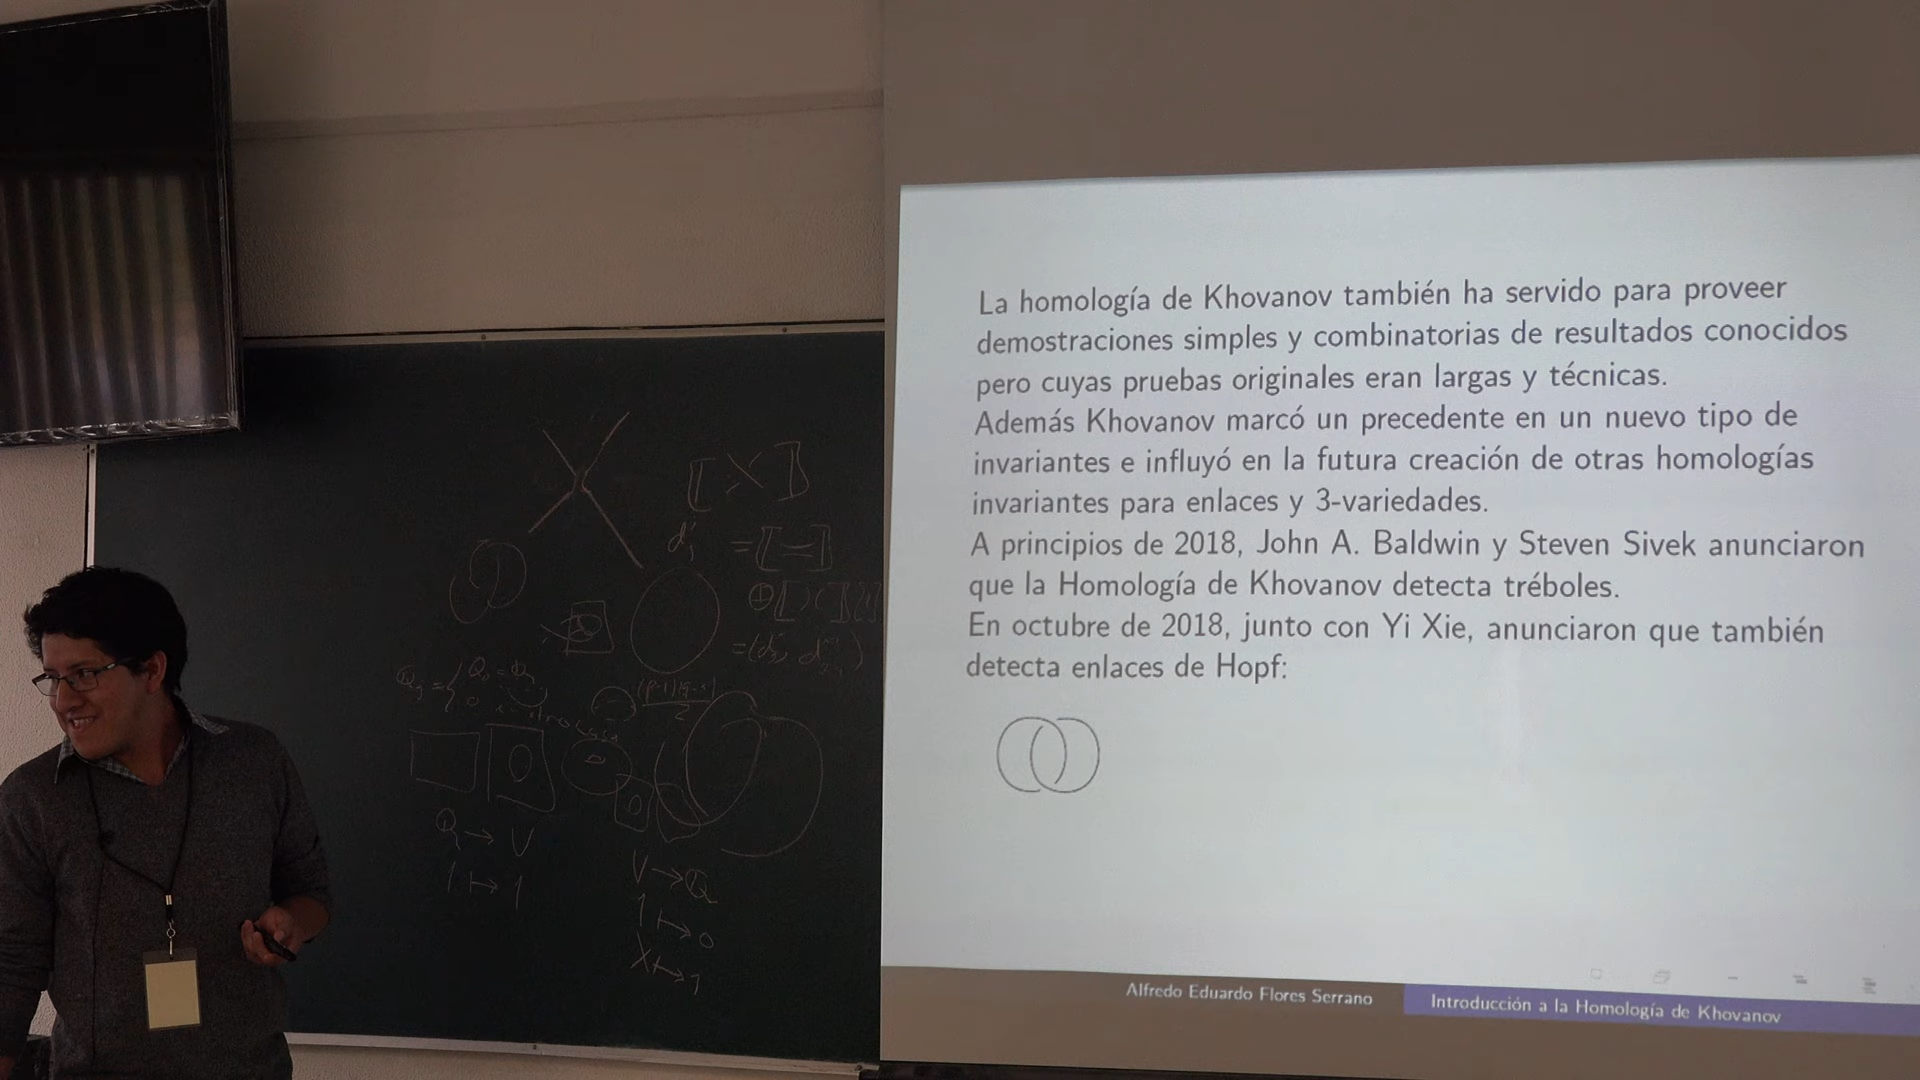 La homología de Khovanov también ha servido para proveer
demostraciones simples y combinatorias de resultados conocidos
pero cuyas pruebas originales eran largas y técnicas.
Además Khovanov marcó un precedente en un nuevo tipo de
invariantes e influyó en la futura creación de otras homologías
invariantes para enlaces y 3-variedades.
A principios de 2018, John A. Baldwin y Steven Sivek anunciaron
que la Homología de Khovanov detecta tréboles.
En octubre de 2018, junto con Yi Xie, anunciaron que también
detecta enlaces de Hopf:
Alfredo Eduardo Flores Serrano
Introducción a la Homología de Khovanov
Q → V
1 ↦ 1
V → Q
1 ↦ 0
X ↦ 1